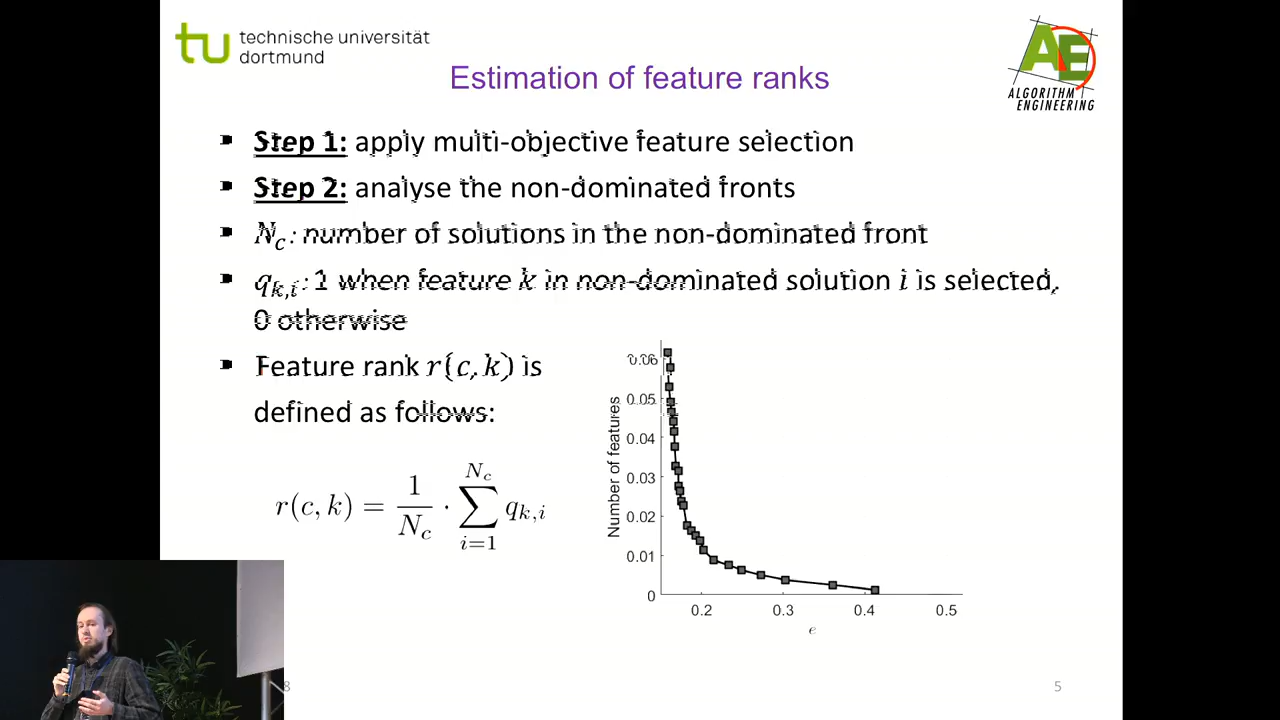 technische universität
dortmund
Estimation of feature ranks
AE
ALGORITHM
ENGINEERING
▪ Step 1: apply multi-objective feature selection
▪ Step 2: analyse the non-dominated fronts
▪ N_c: number of solutions in the non-dominated front
▪ q_{k,i}: 1 when feature k in non-dominated solution i is selected,
0 otherwise
▪ Feature rank r(c, k) is
defined as follows:
r(c, k) = 1/N_c · ∑_{i=1}^{N_c} q_{k,i}
Number of features
0.06
0.05
0.04
0.03
0.02
0.01
0
0.2 0.3 0.4 0.5
e
8
5